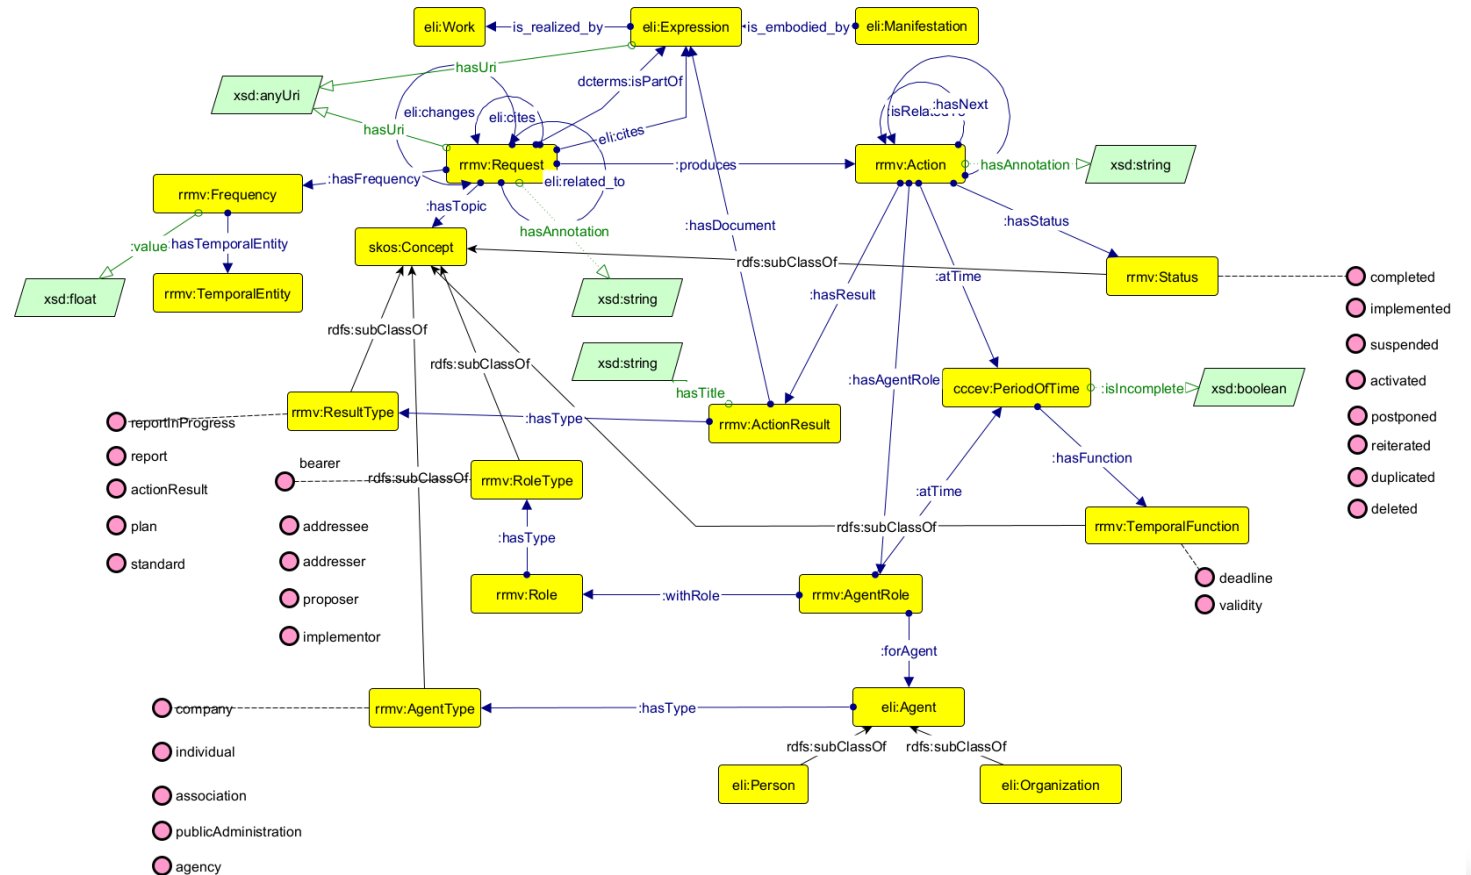 eli:Work
is_realized_by
eli:Expression
is_embodied_by
eli:Manifestation
hasUri
dcterms:isPartOf
xsd:anyUri
eli:changes
eli:cites
:hasNext
hasUri
eli:cites
rrmv:Request
:produces
rrmv:Action
hasAnnotation
xsd:string
:hasFrequency
eli:related_to
rrmv:Frequency
:hasTopic
:hasStatus
:value
:hasTemporalEntity
hasAnnotation
:hasDocument
skos:Concept
rdfs:subClassOf
rrmv:Status
completed
:atTime
xsd:float
rrmv:TemporalEntity
xsd:string
:hasResult
implemented
rdfs:subClassOf
suspended
rdfs:subClassOf
xsd:string
:hasAgentRole
activated
cccev:PeriodOfTime
:isIncomplete
xsd:boolean
hasTitle
rrmv:ResultType
:hasType
rrmv:ActionResult
postponed
reportInProgress
reiterated
report
bearer
:hasFunction
duplicated
actionResult
rdfs:subClassOf
rrmv:RoleType
:atTime
deleted
plan
addressee
:hasType
rdfs:subClassOf
rrmv:TemporalFunction
standard
addresser
deadline
proposer
rrmv:Role
:withRole
rrmv:AgentRole
validity
implementor
:forAgent
company
rrmv:AgentType
:hasType
eli:Agent
individual
rdfs:subClassOf
rdfs:subClassOf
eli:Person
eli:Organization
association
publicAdministration
agency